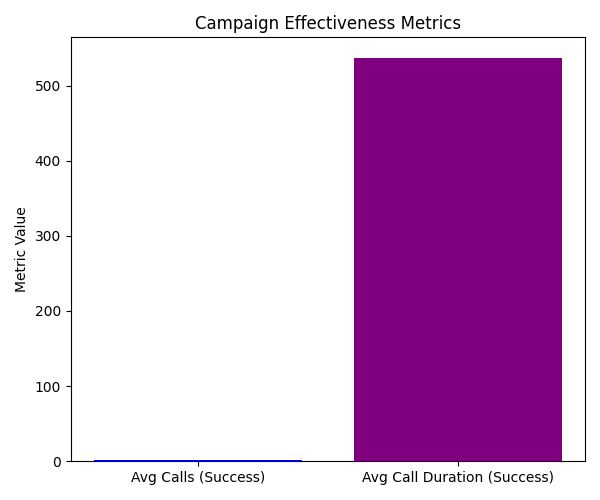 Campaign Effectiveness Metrics
Metric Value
500
400
300
200
100
0
Avg Calls (Success) Avg Call Duration (Success)